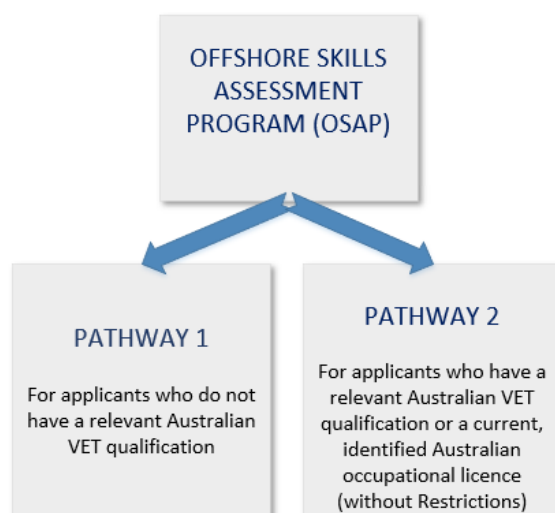 OFFSHORE SKILLS
ASSESSMENT
PROGRAM (OSAP)
PATHWAY 1
For applicants who do not
have a relevant Australian
VET qualification
PATHWAY 2
For applicants who have a
relevant Australian VET
qualification or a current,
identified Australian
occupational licence
(without Restrictions)